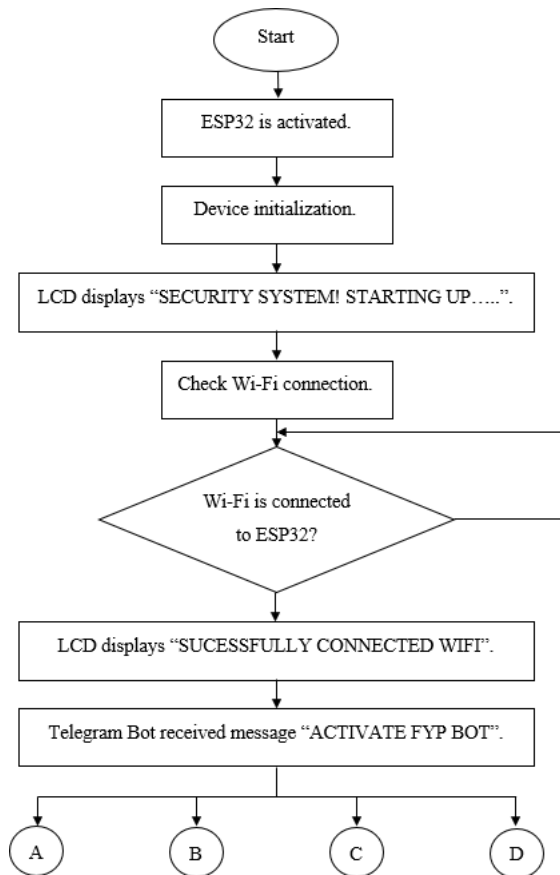 Start
ESP32 is activated.
Device initialization.
LCD displays “SECURITY SYSTEM! STARTING UP…..”.
Check Wi-Fi connection.
Wi-Fi is connected
to ESP32?
LCD displays “SUCESSFULLY CONNECTED WIFI”.
Telegram Bot received message “ACTIVATE FYP BOT”.
A
B
C
D